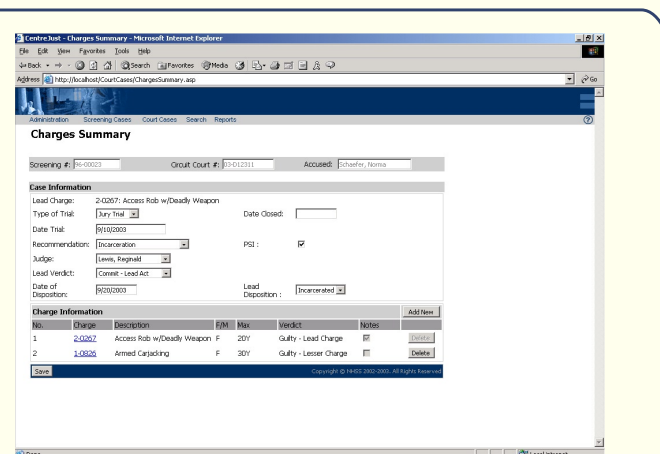 CentreJust - Charges Summary - Microsoft Internet Explorer
File Edit View Favorites Tools Help
Back Search Favorites Media
Address http://localhost/CourtCases/ChargesSummary.asp Go
Administration Screening Cases Court Cases Search Reports ?
Charges Summary
Screening #: 96-00023 Circuit Court #: 03-D12311 Accused: Schaefer, Norma
Case Information
Lead Charge: 2-0267: Access Rob w/Deadly Weapon
Type of Trial: Jury Trial Date Closed:
Date Trial: 9/10/2003
Recommendation: Incarceration PSI :
Judge: Lewis, Reginald
Lead Verdict: Commit - Lead Act
Date of Disposition: 9/20/2003 Lead Disposition : Incarcerated
Charge Information Add New
No. Charge Description F/M Max Verdict Notes
1 2-0267 Access Rob w/Deadly Weapon F 20Y Guilty - Lead Charge Delete
2 1-0826 Armed Carjacking F 30Y Guilty - Lesser Charge Delete
Save Copyright © NHSS 2002-2003. All Rights Reserved
Done Local intranet